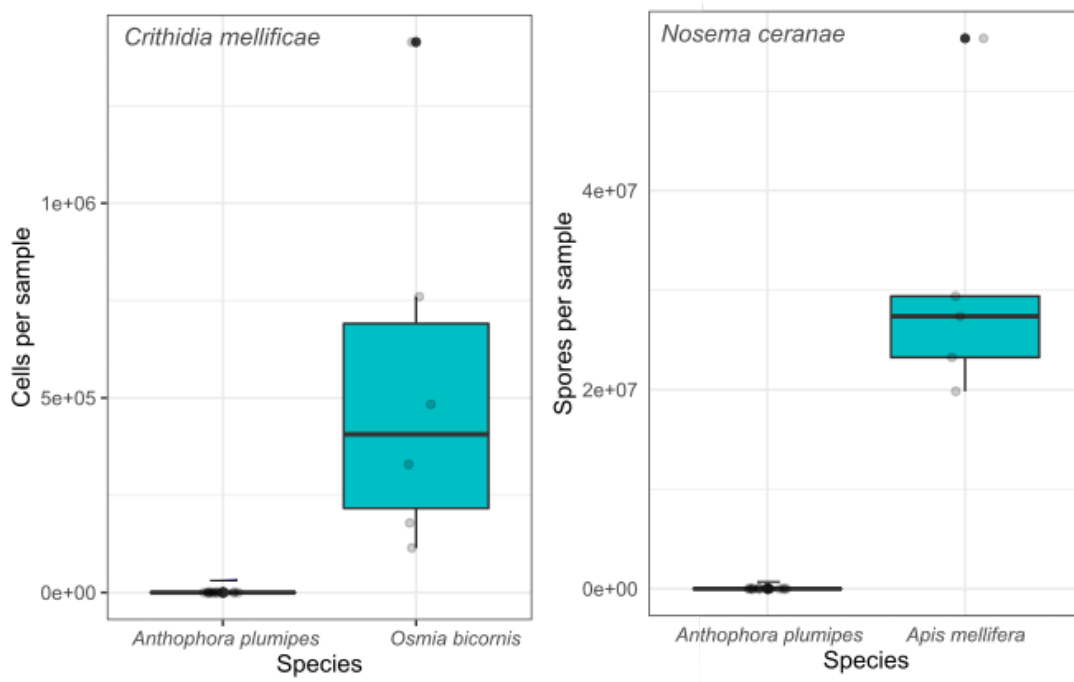 Crithidia mellificae
Cells per sample
1e+06
5e+05
0e+00
Anthophora plumipes
Osmia bicornis
Species
Nosema ceranae
Spores per sample
4e+07
2e+07
0e+00
Anthophora plumipes
Apis mellifera
Species